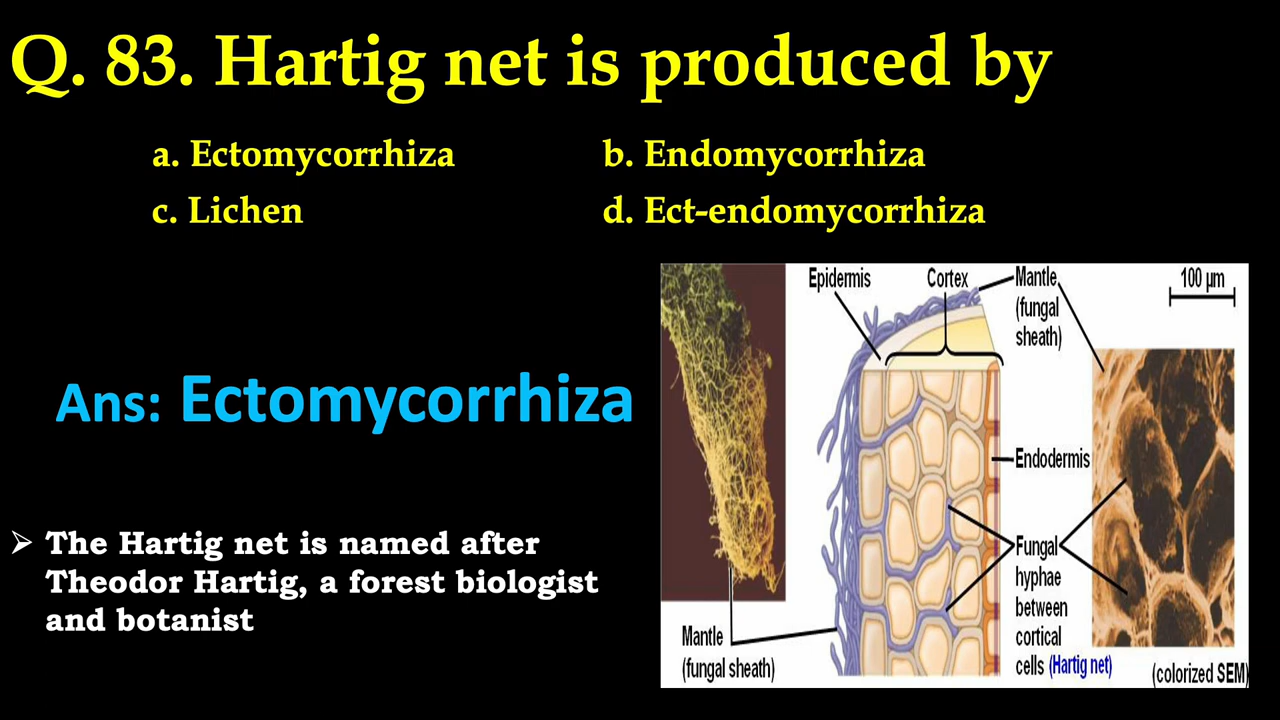 Q. 83. Hartig net is produced by
a. Ectomycorrhiza b. Endomycorrhiza
c. Lichen d. Ect-endomycorrhiza
Epidermis Cortex Mantle (fungal sheath) 100 µm
Ans: Ectomycorrhiza
Endodermis
➢ The Hartig net is named after
Theodor Hartig, a forest biologist
and botanist
Fungal
hyphae
between
cortical
cells (Hartig net)
Mantle
(fungal sheath)
(colorized SEM)